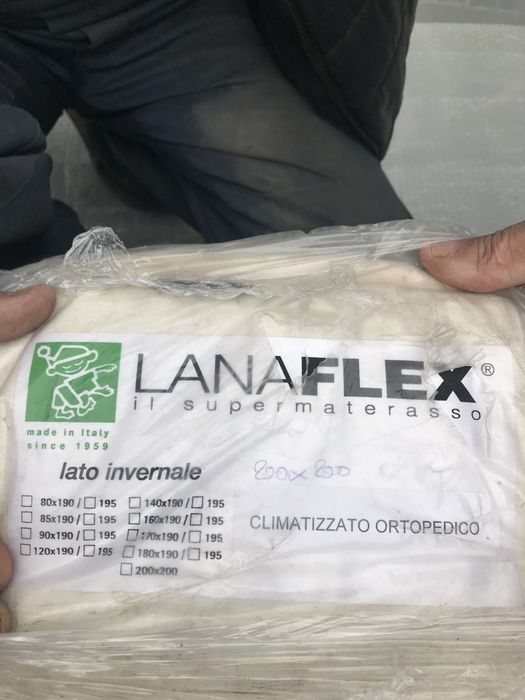 LANAFLEX®
il supermaterasso
made in Italy
since 1959
lato invernale
200x200
80x190 / 195 140x190 / 195
85x190 / 195 160x190 / 195
90x190 / 195 170x190 / 195
120x190 / 195 180x190 / 195
200x200
CLIMATIZZATO ORTOPEDICO